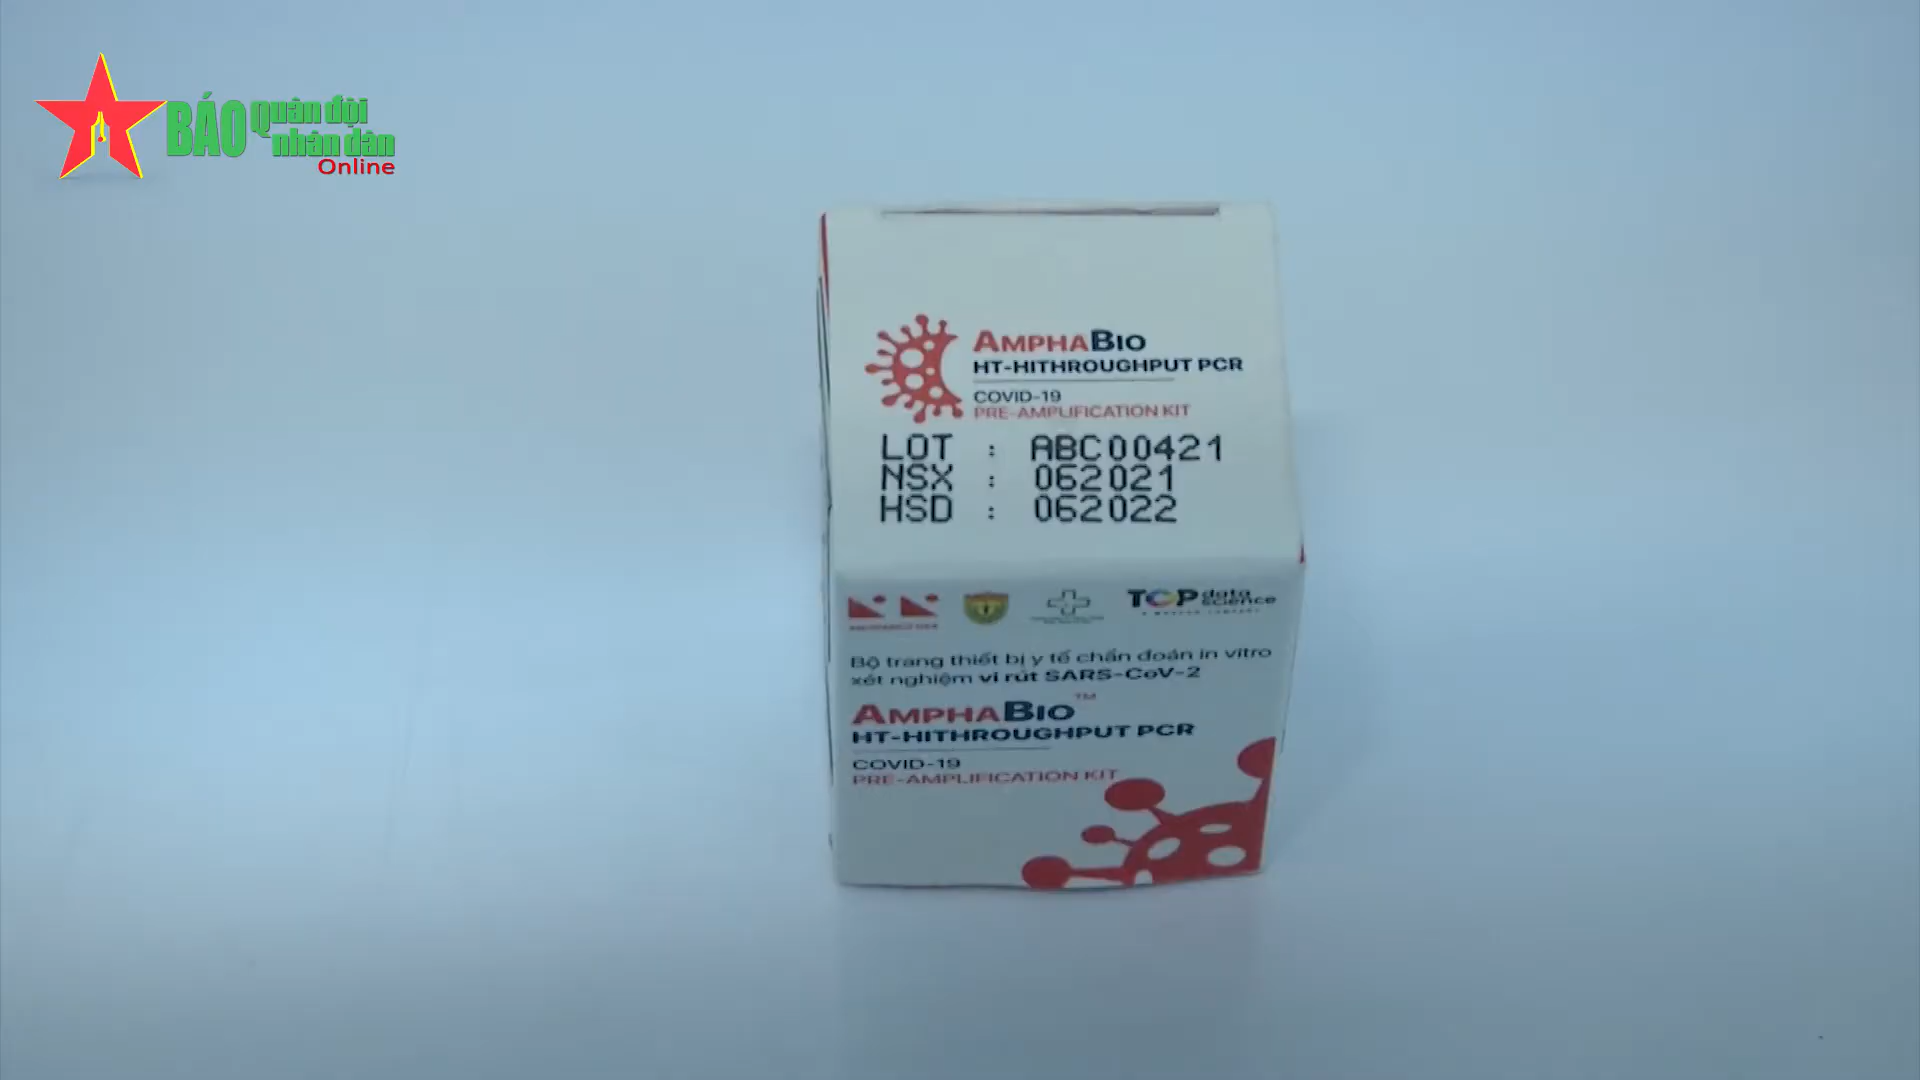 BÁO Quân đội
nhân dân
Online
AMPHABIO
HT-HITHROUGHPUT PCR
COVID-19
PRE-AMPLIFICATION KIT
LOT : ABC00421
NSX : 062021
HSD : 062022
TOP data science
Bộ trang thiết bị y tế chẩn đoán in vitro
xét nghiệm vi rút SARS-CoV-2
AMPHABIO™
HT-HITHROUGHPUT PCR
COVID-19
PRE-AMPLIFICATION KIT